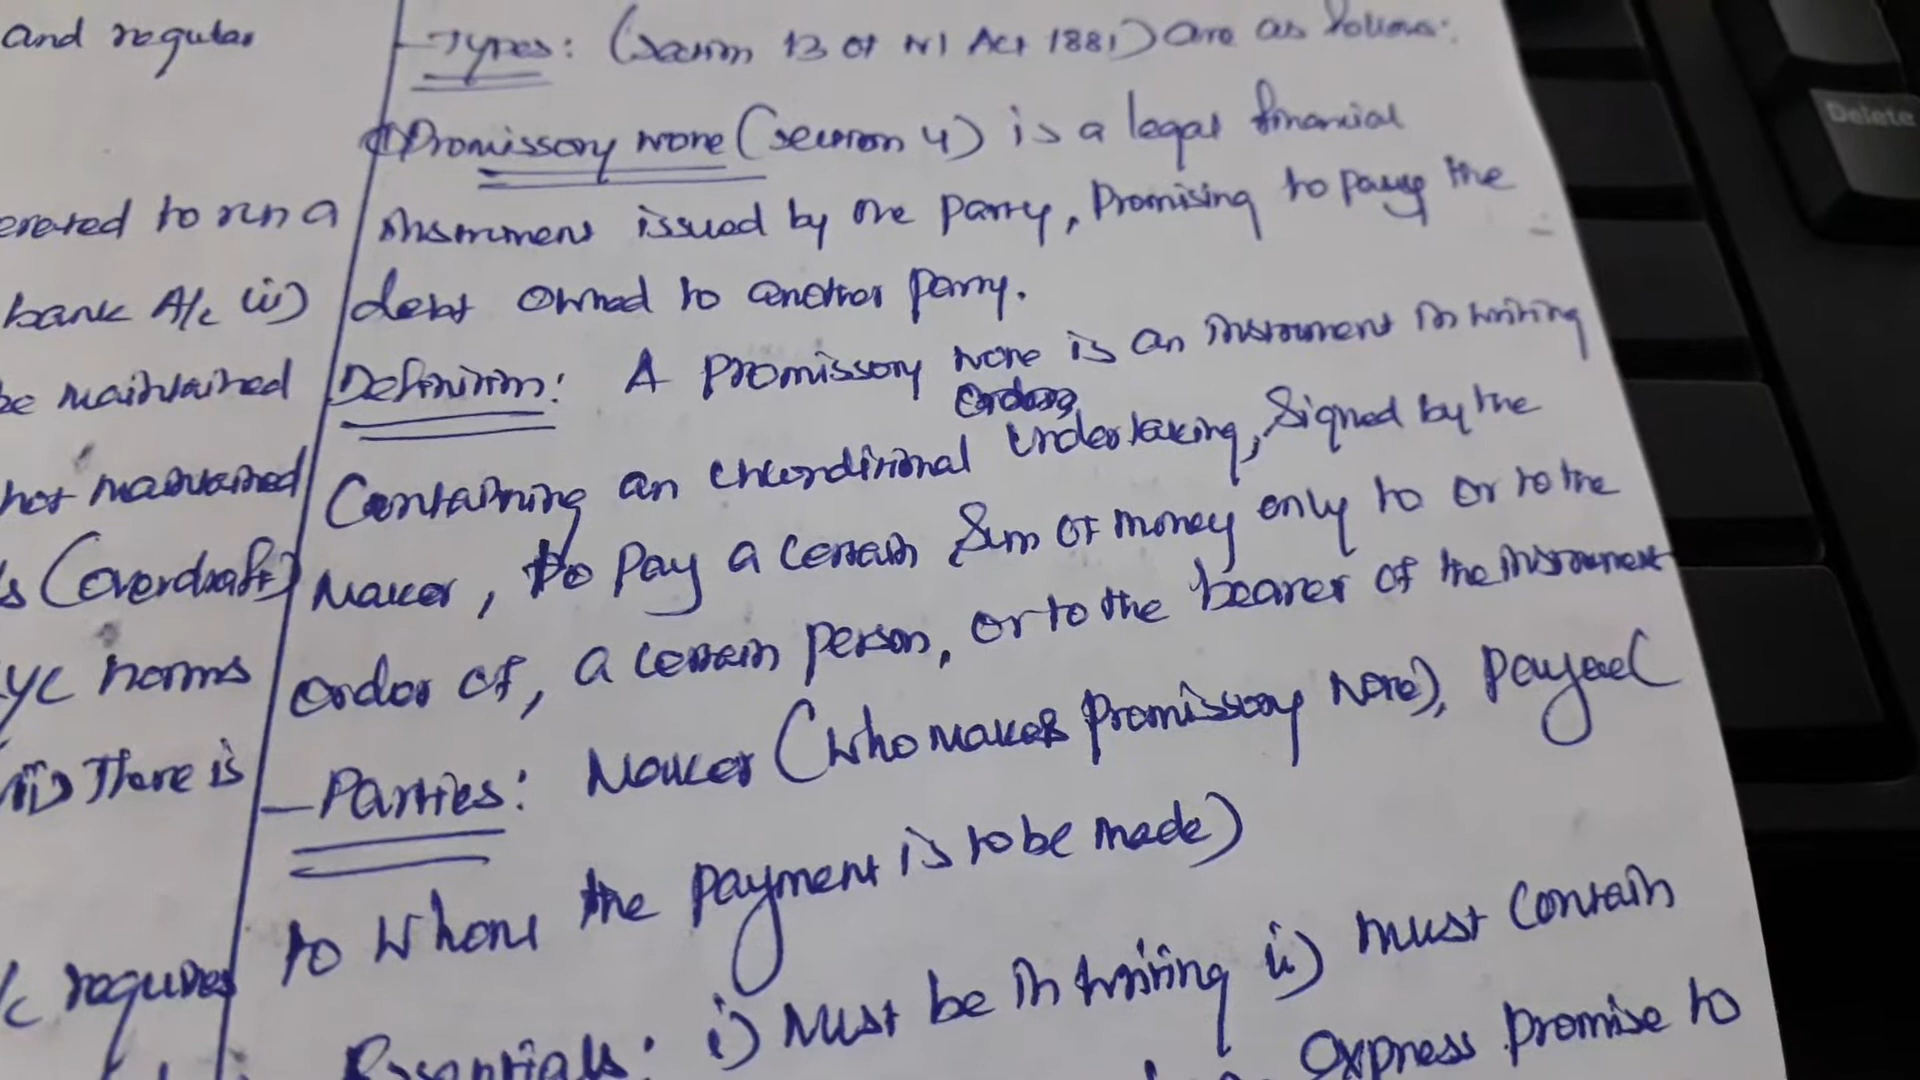 and regular
erated to run a
bank A/c (ii)
be maintained
not maintained
s (overdraft)
YC norms
iii) There is
/c requires
Types: (Section 13 of NI Act 1881) are as follows:
① Promissory note (section 4) is a legal financial
instrument issued by one party, promising to pay the
debt owned to another party.
Definition: A promissory note is an instrument in writing
containing an unconditional undertaking, signed by the
order
maker, to pay a certain sum of money only to or to the
order of, a certain person, or to the bearer of the instrument
- Parties: Maker (who makes promissory note), payee (
to whom the payment is to be made)
Essentials: i) Must be in writing ii) must contain
express promise to
Delete